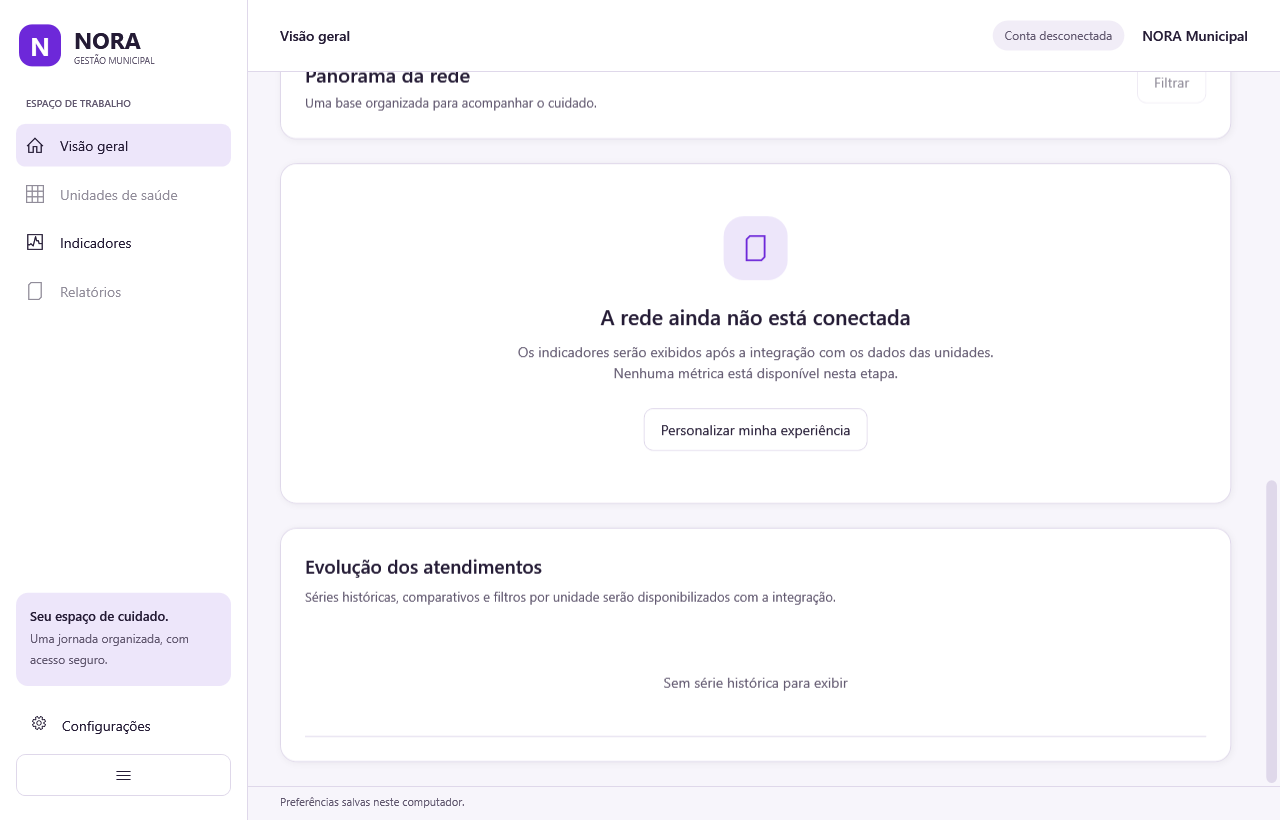 N
NORA
GESTÃO MUNICIPAL
ESPAÇO DE TRABALHO
Visão geral
Unidades de saúde
Indicadores
Relatórios
Seu espaço de cuidado.
Uma jornada organizada, com
acesso seguro.
Configurações
Visão geral
Conta desconectada
NORA Municipal
Panorama da rede
Uma base organizada para acompanhar o cuidado.
Filtrar
A rede ainda não está conectada
Os indicadores serão exibidos após a integração com os dados das unidades.
Nenhuma métrica está disponível nesta etapa.
Personalizar minha experiência
Evolução dos atendimentos
Séries históricas, comparativos e filtros por unidade serão disponibilizados com a integração.
Sem série histórica para exibir
Preferências salvas neste computador.